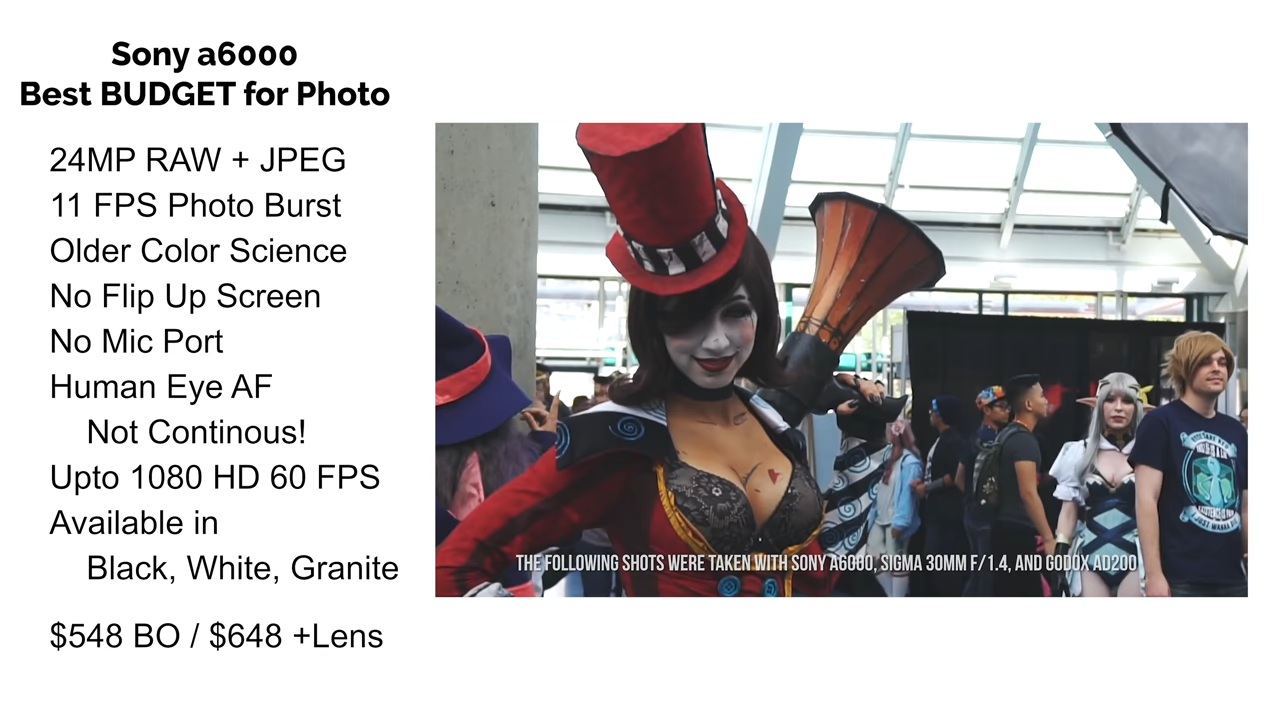 Sony a6000
Best BUDGET for Photo
24MP RAW + JPEG
11 FPS Photo Burst
Older Color Science
No Flip Up Screen
No Mic Port
Human Eye AF
Not Continous!
Upto 1080 HD 60 FPS
Available in
Black, White, Granite
$548 BO / $648 +Lens
THE FOLLOWING SHOTS WERE TAKEN WITH SONY A6000, SIGMA 30MM F/1.4, AND GODOX AD200